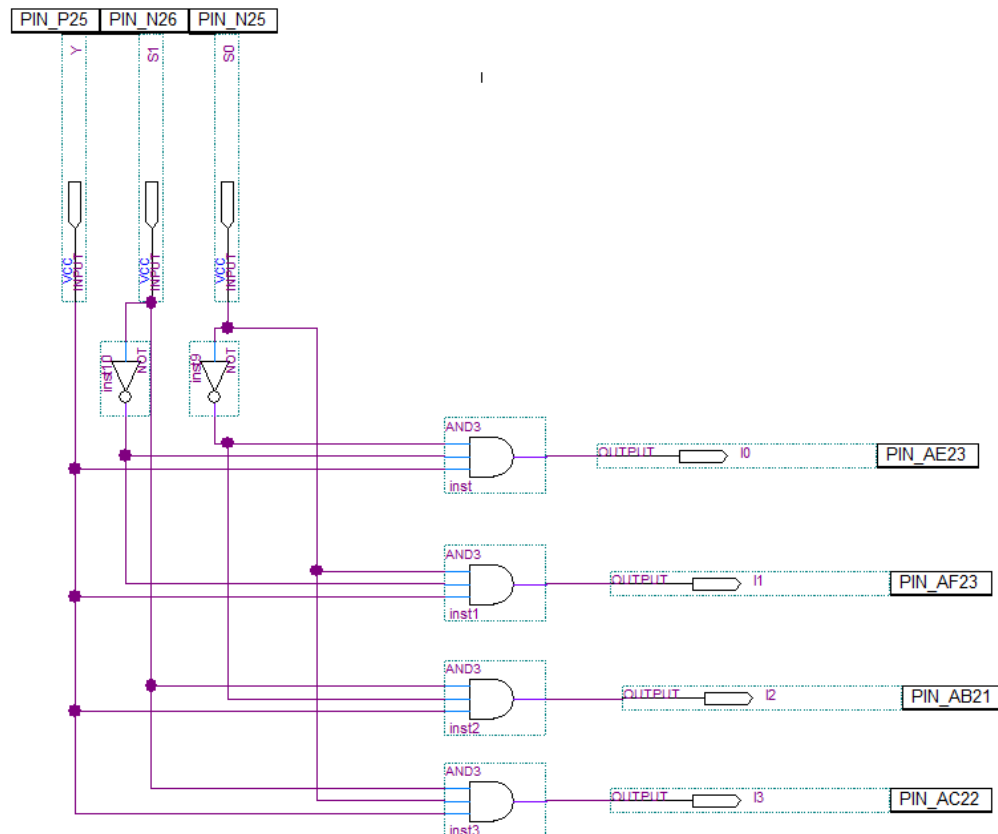 PIN_P25 PIN_N26 PIN_N25
Y S1 S0
VCC INPUT VCC INPUT VCC INPUT
inst10 NOT inst9 NOT
AND3
OUTPUT I0 PIN_AE23
inst
AND3
OUTPUT I1 PIN_AF23
inst1
AND3
OUTPUT I2 PIN_AB21
inst2
AND3
OUTPUT I3 PIN_AC22
inst3